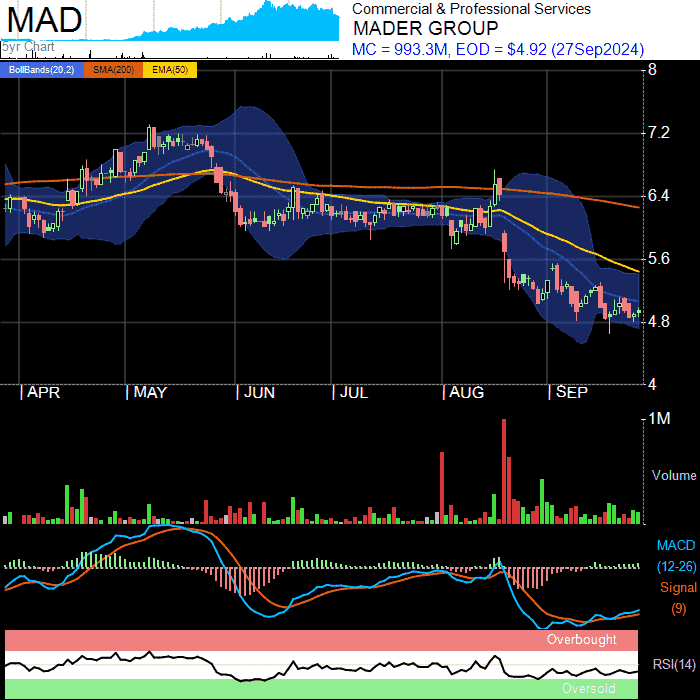 MAD
Commercial & Professional Services
MADER GROUP
5yr Chart
MC = 993.3M, EOD = $4.92 (27Sep2024)
BollBands(20,2) SMA(200) EMA(50)
8
7.2
6.4
5.6
4.8
4
APR MAY JUN JUL AUG SEP
1M
Volume
MACD
(12-26)
Signal
(9)
Overbought
RSI(14)
Oversold